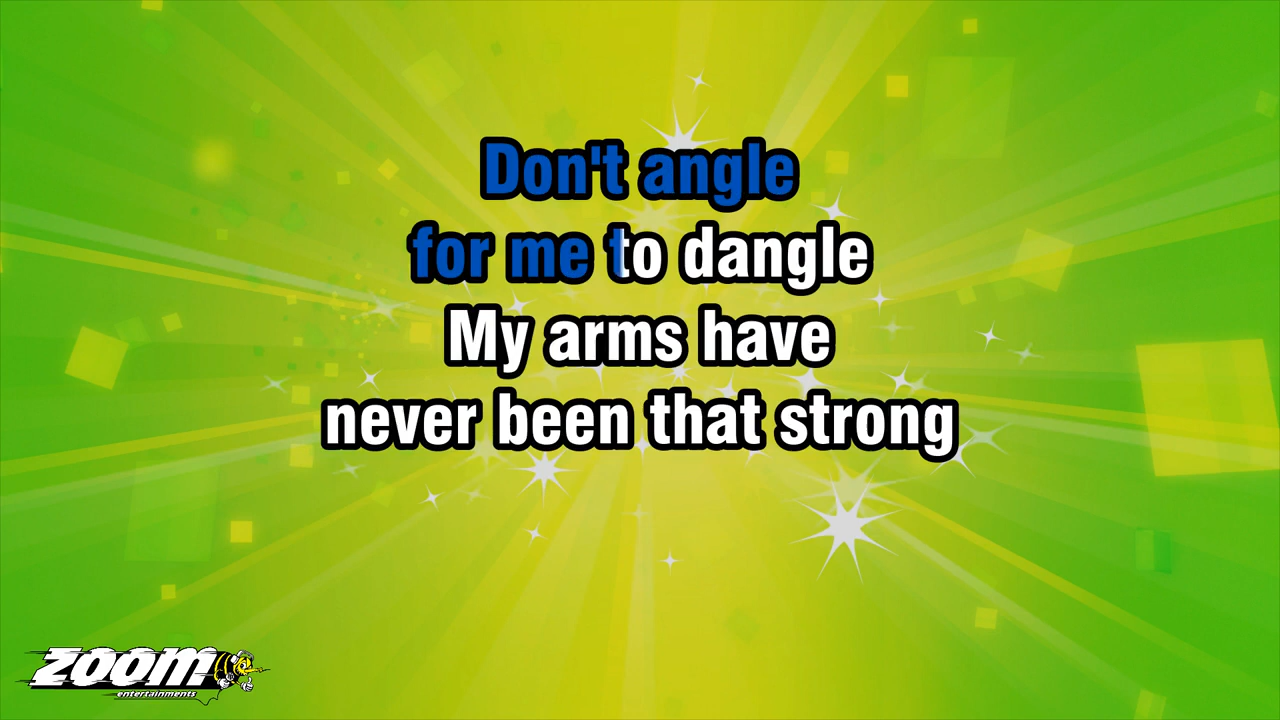 Don't angle
for me to dangle
My arms have
never been that strong
zoom
entertainments